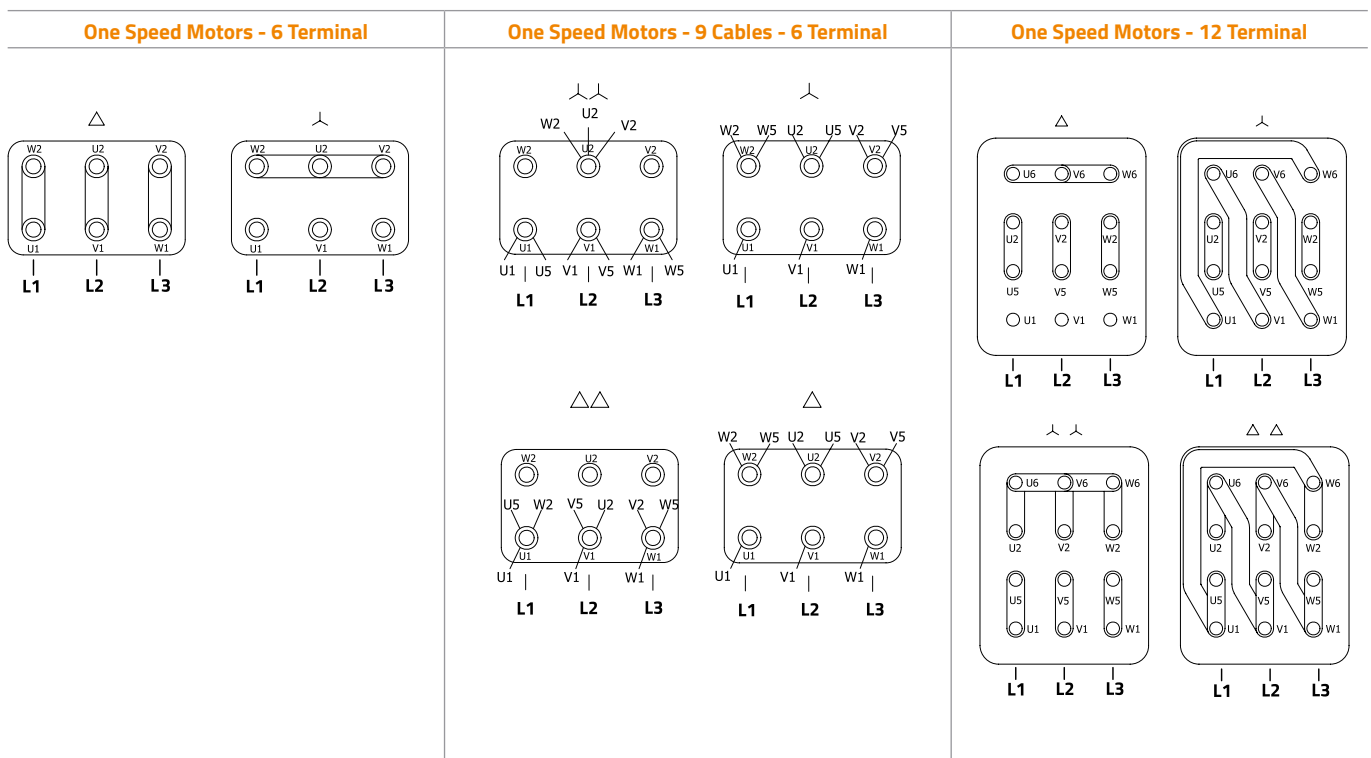 One Speed Motors - 6 Terminal
W2 U2 V2
U1 V1 W1
L1 L2 L3
W2 U2 V2
U1 V1 W1
L1 L2 L3
One Speed Motors - 9 Cables - 6 Terminal
U2
W2 V2
W2 U2 V2
U1 V1 W1
U1 U5 V1 V5 W1 W5
L1 L2 L3
W2 W5 U2 U5 V2 V5
W2 U2 V2
U1 V1 W1
U1 V1 W1
L1 L2 L3
W2 U2 V2
U5 W2 V5 U2 V2 W5
U1 V1 W1
U1 V1 W1
L1 L2 L3
W2 W5 U2 U5 V2 V5
W2 U2 V2
U1 V1 W1
U1 V1 W1
L1 L2 L3
One Speed Motors - 12 Terminal
U6 V6 W6
U2 V2 W2
U5 V5 W5
U1 V1 W1
L1 L2 L3
U6 V6 W6
U2 V2 W2
U5 V5 W5
U1 V1 W1
L1 L2 L3
U6 V6 W6
U2 V2 W2
U5 V5 W5
U1 V1 W1
L1 L2 L3
U6 V6 W6
U2 V2 W2
U5 V5 W5
U1 V1 W1
L1 L2 L3